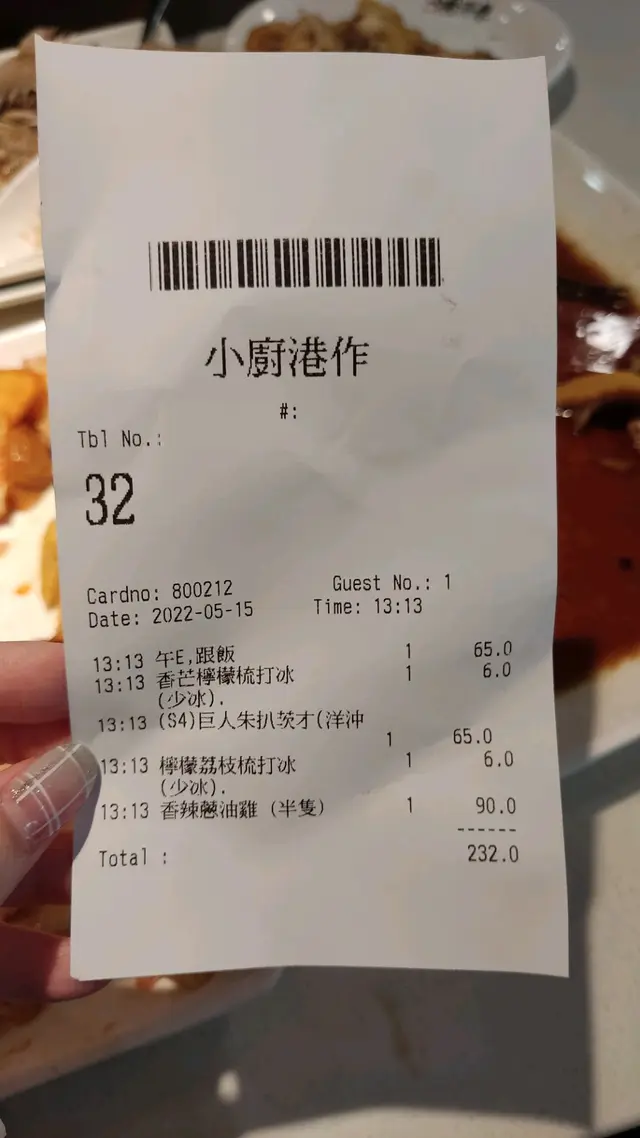 小廚港作
#:
Tbl No.:
32
Cardno: 800212 Guest No.: 1
Date: 2022-05-15 Time: 13:13
13:13 午E,跟飯 1 65.0
13:13 香芒檸檬梳打冰 1 6.0
(少冰).
13:13 (S4)巨人朱扒茨才(洋沖
1 65.0
13:13 檸檬荔枝梳打冰 1 6.0
(少冰).
13:13 香辣蔥油雞 (半隻) 1 90.0
------
Total : 232.0